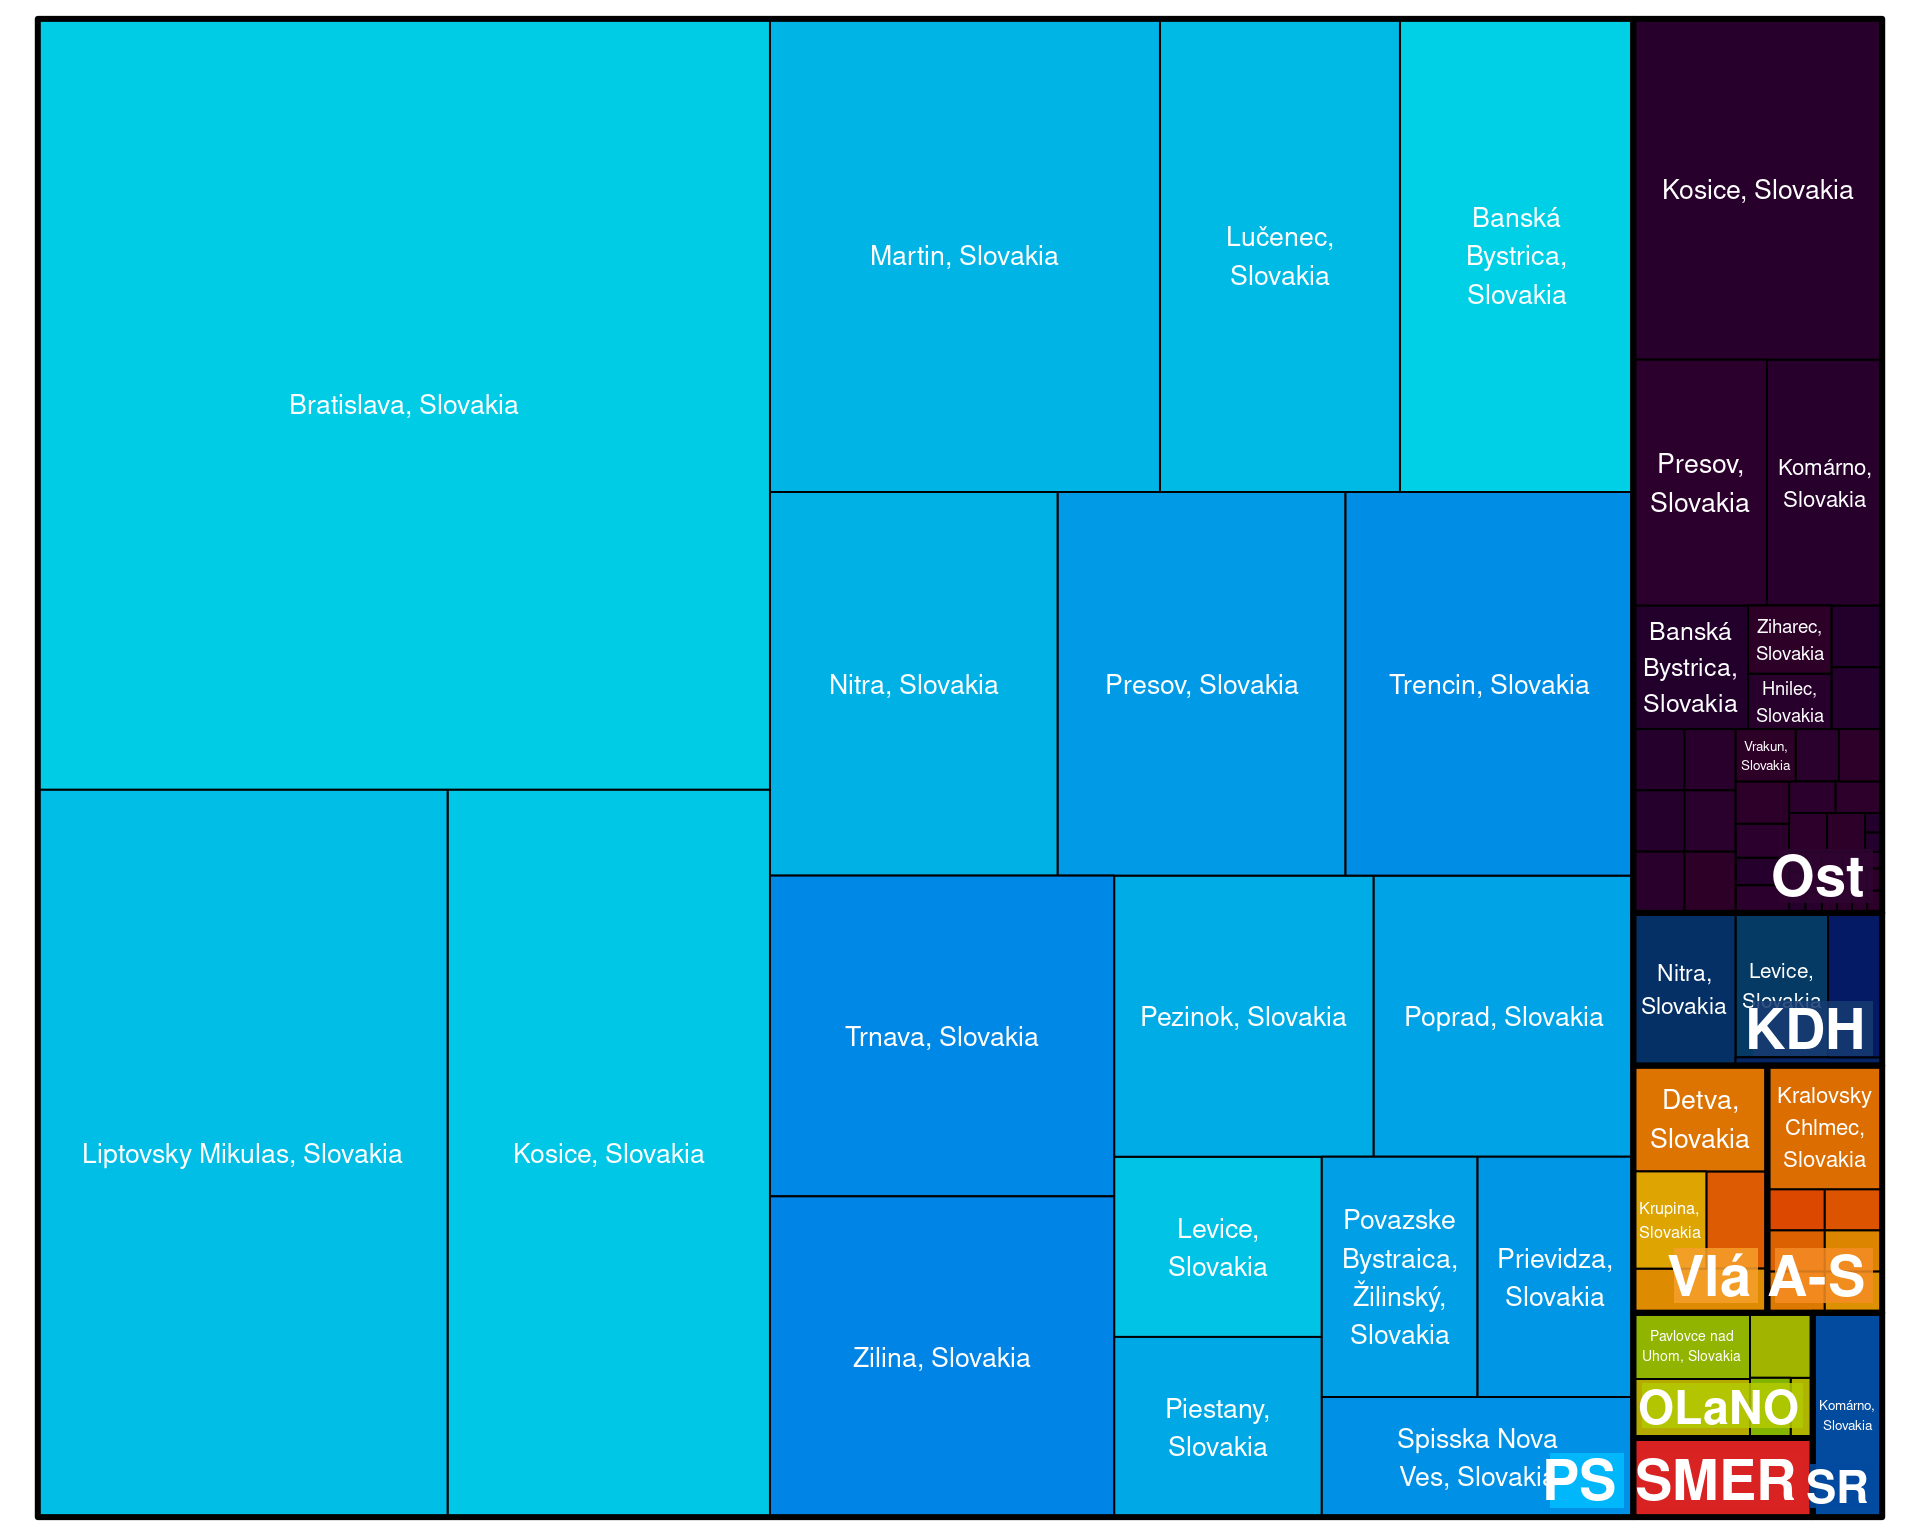 Bratislava, Slovakia
Martin, Slovakia
Lučenec,
Slovakia
Banská
Bystrica,
Slovakia
Nitra, Slovakia
Presov, Slovakia
Trencin, Slovakia
Liptovsky Mikulas, Slovakia
Kosice, Slovakia
Trnava, Slovakia
Zilina, Slovakia
Pezinok, Slovakia
Poprad, Slovakia
Levice,
Slovakia
Piestany,
Slovakia
Povazske
Bystraica,
Žilinský,
Slovakia
Prievidza,
Slovakia
Spisska Nova
Ves, Slovakia
PS
Kosice, Slovakia
Presov,
Slovakia
Komárno,
Slovakia
Banská
Bystrica,
Slovakia
Ziharec,
Slovakia
Hnilec,
Slovakia
Vrakun,
Slovakia
Ost
Nitra,
Slovakia
Levice,
Slovakia
KDH
Detva,
Slovakia
Krupina,
Slovakia
Vlá
Kralovsky
Chlmec,
Slovakia
A-S
Pavlovce nad
Uhom, Slovakia
OLaNO
Komárno,
Slovakia
SMER
SR